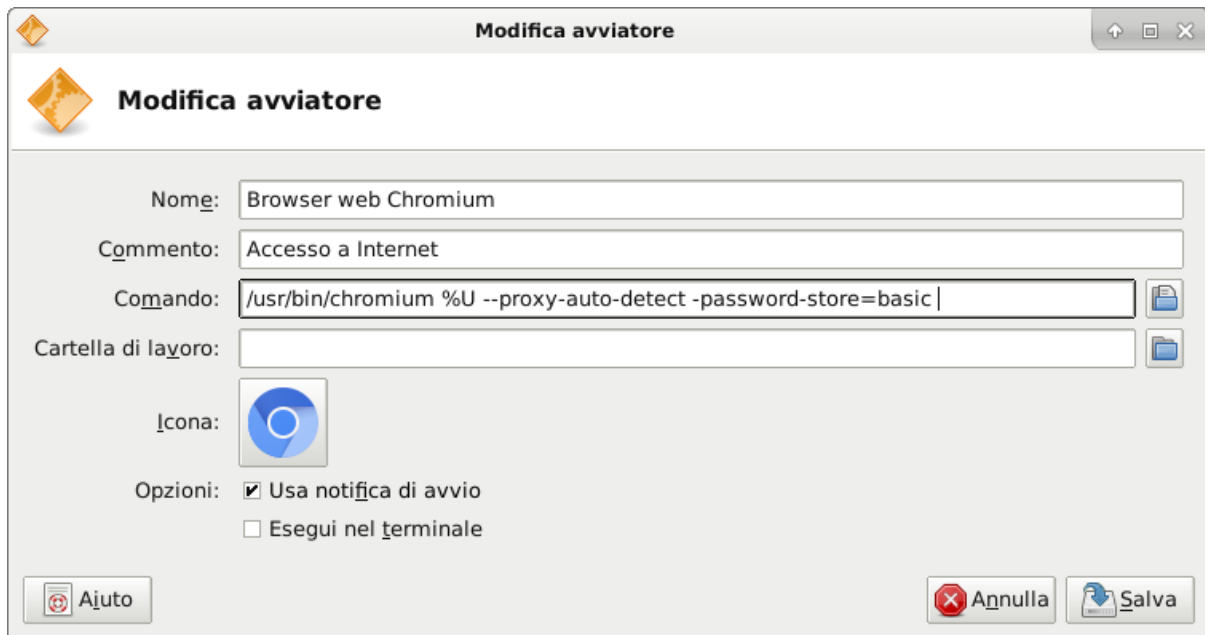 Modifica avviatore
Modifica avviatore
Nome: Browser web Chromium
Commento: Accesso a Internet
Comando: /usr/bin/chromium %U --proxy-auto-detect -password-store=basic
Cartella di lavoro:
Icona:
Opzioni: Usa notifica di avvio
Esegui nel terminale
Aiuto Annulla Salva